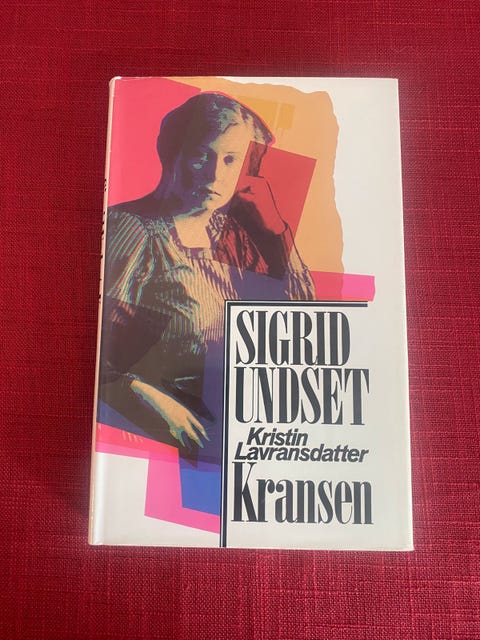 SIGRID
UNDSET
Kristin
Lavransdatter
Kransen